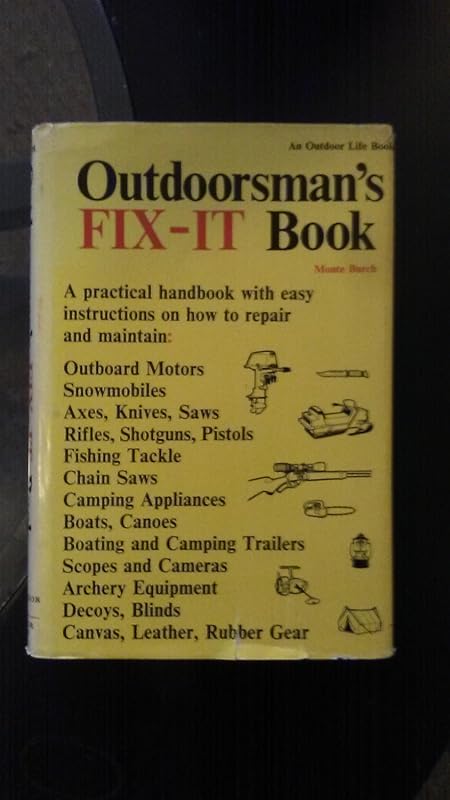 An Outdoor Life Book
Outdoorsman's
FIX-IT Book
Monte Burch
A practical handbook with easy
instructions on how to repair
and maintain:
Outboard Motors
Snowmobiles
Axes, Knives, Saws
Rifles, Shotguns, Pistols
Fishing Tackle
Chain Saws
Camping Appliances
Boats, Canoes
Boating and Camping Trailers
Scopes and Cameras
Archery Equipment
Decoys, Blinds
Canvas, Leather, Rubber Gear